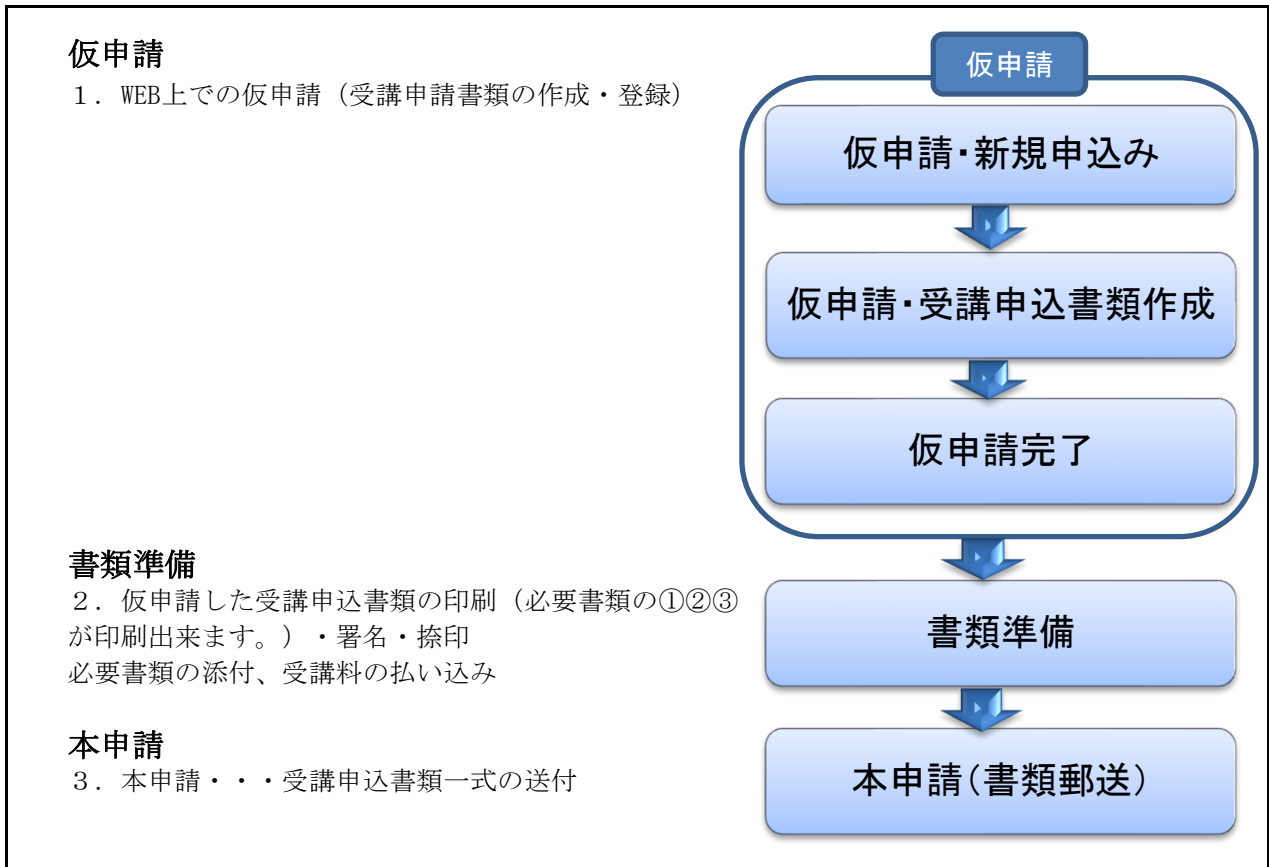 仮申請
１．WEB上での仮申請（受講申請書類の作成・登録）
書類準備
２．仮申請した受講申込書類の印刷（必要書類の①②③
が印刷出来ます。）・署名・捺印
必要書類の添付、受講料の払い込み
本申請
３．本申請・・・受講申込書類一式の送付
仮申請
仮申請・新規申込み
仮申請・受講申込書類作成
仮申請完了
書類準備
本申請（書類郵送）